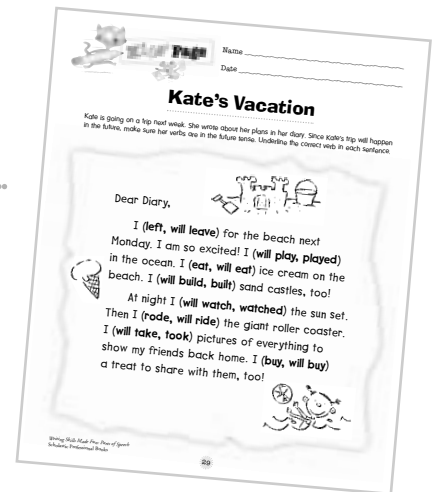 Name
Date
Kate's Vacation
Kate is going on a trip next week. She wrote about her plans in her diary. Since Kate's trip will happen
in the future, make sure her verbs are in the future tense. Underline the correct verb in each sentence.
Dear Diary,
I (left, will leave) for the beach next
Monday. I am so excited! I (will play, played)
in the ocean. I (eat, will eat) ice cream on the
beach. I (will build, built) sand castles, too!
At night I (will watch, watched) the sun set.
Then I (rode, will ride) the giant roller coaster.
I (will take, took) pictures of everything to
show my friends back home. I (buy, will buy)
a treat to share with them, too!
Writing Skills Made Fun: Parts of Speech
Scholastic Professional Books
29